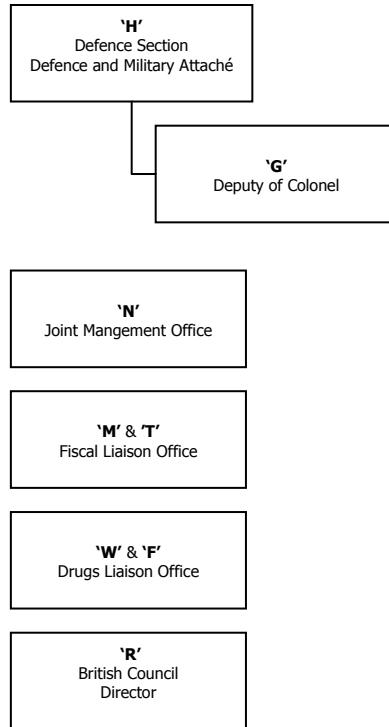 ‘H’
Defence Section
Defence and Military Attaché
‘G’
Deputy of Colonel
‘N’
Joint Mangement Office
‘M’ & ’T’
Fiscal Liaison Office
‘W’ & ‘F’
Drugs Liaison Office
‘R’
British Council
Director